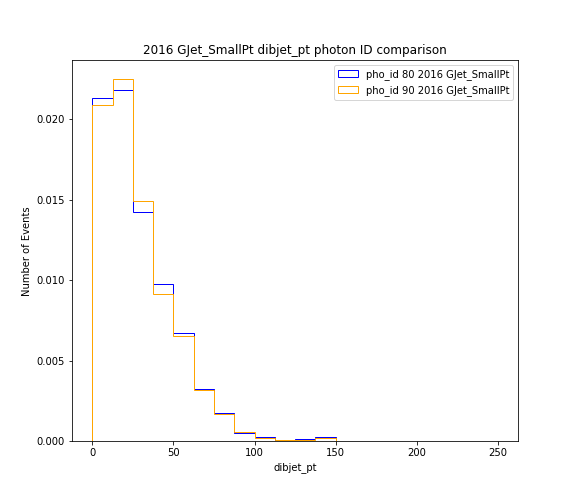 2016 GJet_SmallPt dibjet_pt photon ID comparison
pho_id 80 2016 GJet_SmallPt
pho_id 90 2016 GJet_SmallPt
Number of Events
0.020
0.015
0.010
0.005
0.000
0 50 100 150 200 250
dibjet_pt